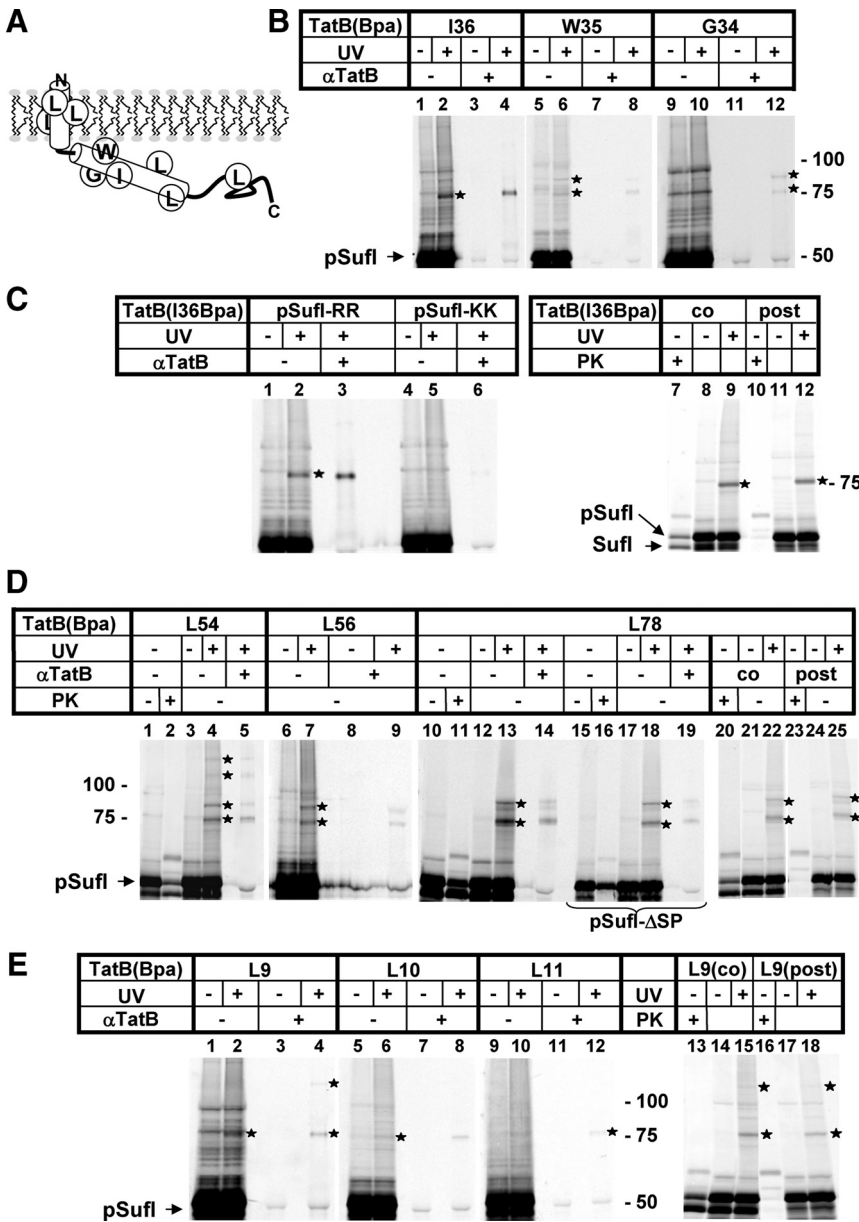 A
N
L
L
L
W
L
G
I
L
L
C
B
TatB(Bpa) I36 W35 G34
UV - + - + - + - + - + - +
αTatB - + - + - +
1 2 3 4 5 6 7 8 9 10 11 12
- 100
- 75
pSufI
- 50
C
TatB(I36Bpa) pSufI-RR pSufI-KK
UV - + + - + +
αTatB - + - +
1 2 3 4 5 6
TatB(I36Bpa) co post
UV - - + - - +
PK + +
7 8 9 10 11 12
- 75
pSufI
SufI
D
TatB(Bpa) L54 L56 L78
UV - - + + - + - + - - + + - - + + - - + - - +
αTatB - - + - + - - + - - + co post
PK - + - - - + - - + - + - + -
1 2 3 4 5 6 7 8 9 10 11 12 13 14 15 16 17 18 19 20 21 22 23 24 25
100 -
75 -
pSufI
pSufI-ΔSP
E
TatB(Bpa) L9 L10 L11
UV - + - + - + - + - + - +
αTatB - + - + - +
1 2 3 4 5 6 7 8 9 10 11 12
L9(co) L9(post)
UV - - + - - +
PK + +
13 14 15 16 17 18
- 100
- 75
pSufI
- 50